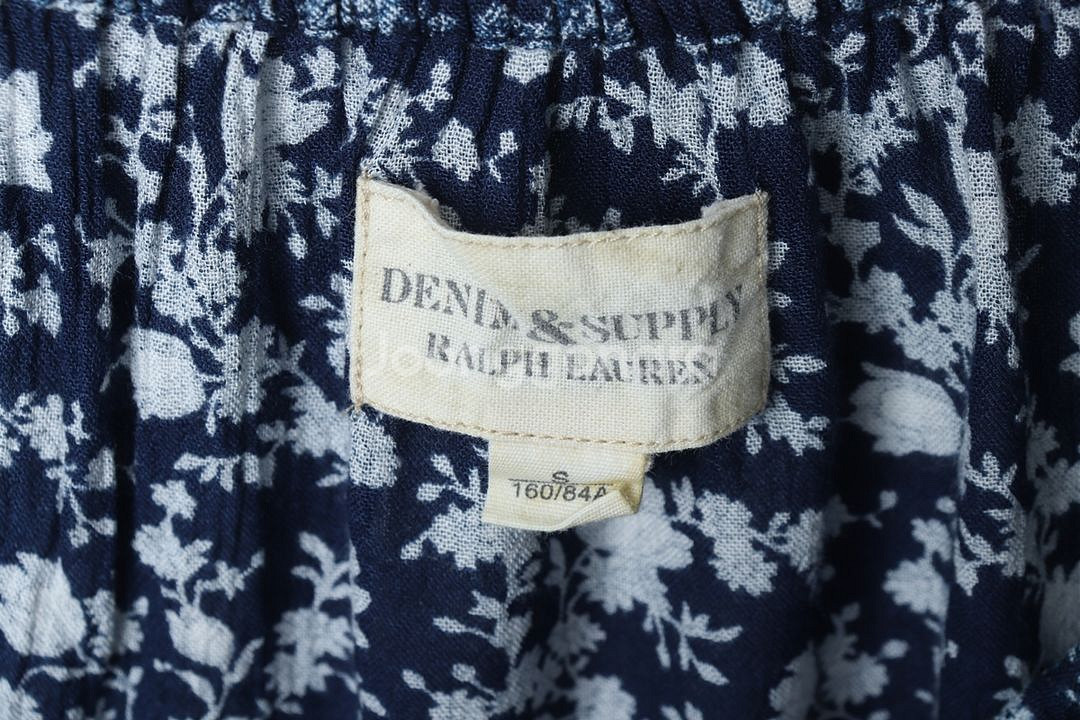 DENIM & SUPPLY
RALPH LAUREN
S
160/84A